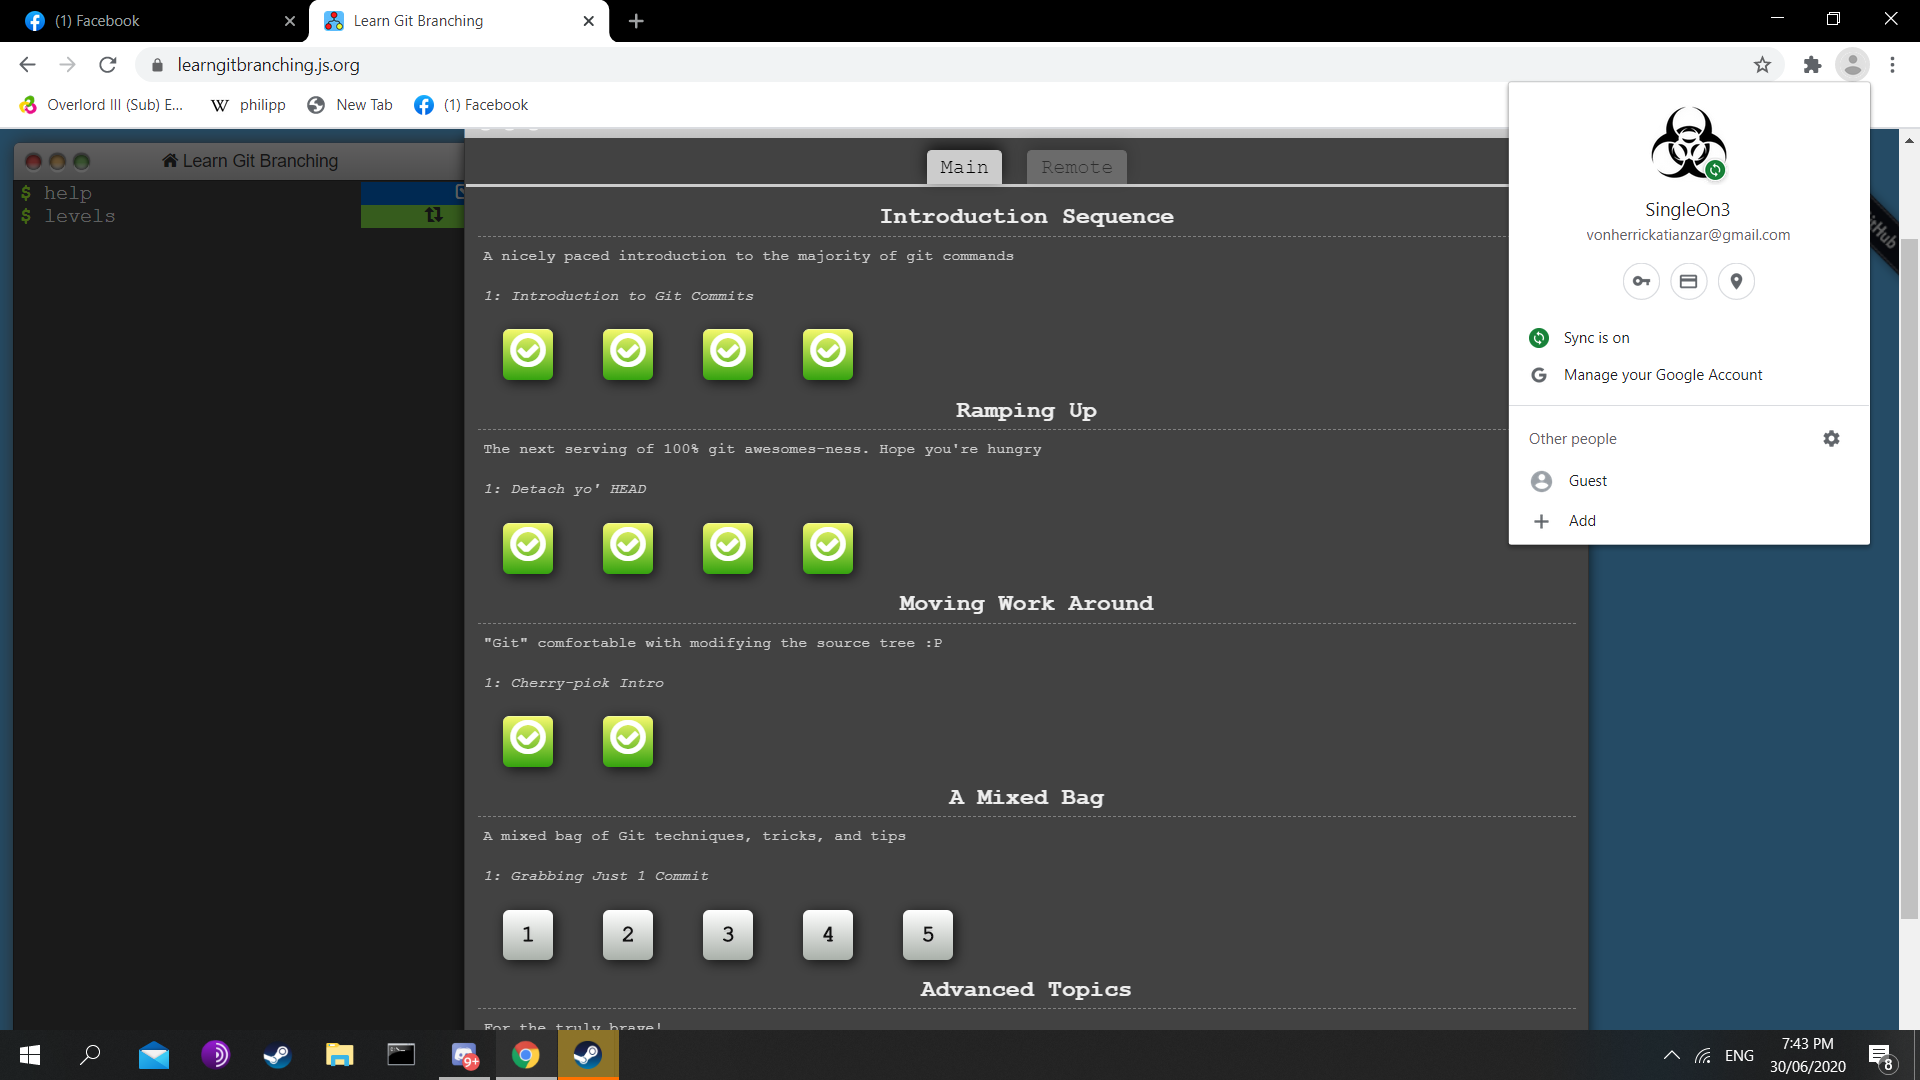 (1) Facebook
Learn Git Branching
learngitbranching.js.org
Overlord III (Sub) E...
philipp
New Tab
(1) Facebook
Learn Git Branching
$ help
$ levels
Main
Remote
Introduction Sequence
A nicely paced introduction to the majority of git commands
1: Introduction to Git Commits
Ramping Up
The next serving of 100% git awesomes-ness. Hope you're hungry
1: Detach yo' HEAD
Moving Work Around
"Git" comfortable with modifying the source tree :P
1: Cherry-pick Intro
A Mixed Bag
A mixed bag of Git techniques, tricks, and tips
1: Grabbing Just 1 Commit
1 2 3 4 5
Advanced Topics
For the truly brave!
SingleOn3
vonherrickatianzar@gmail.com
Sync is on
Manage your Google Account
Other people
Guest
Add
9+
ENG
7:43 PM
30/06/2020
8